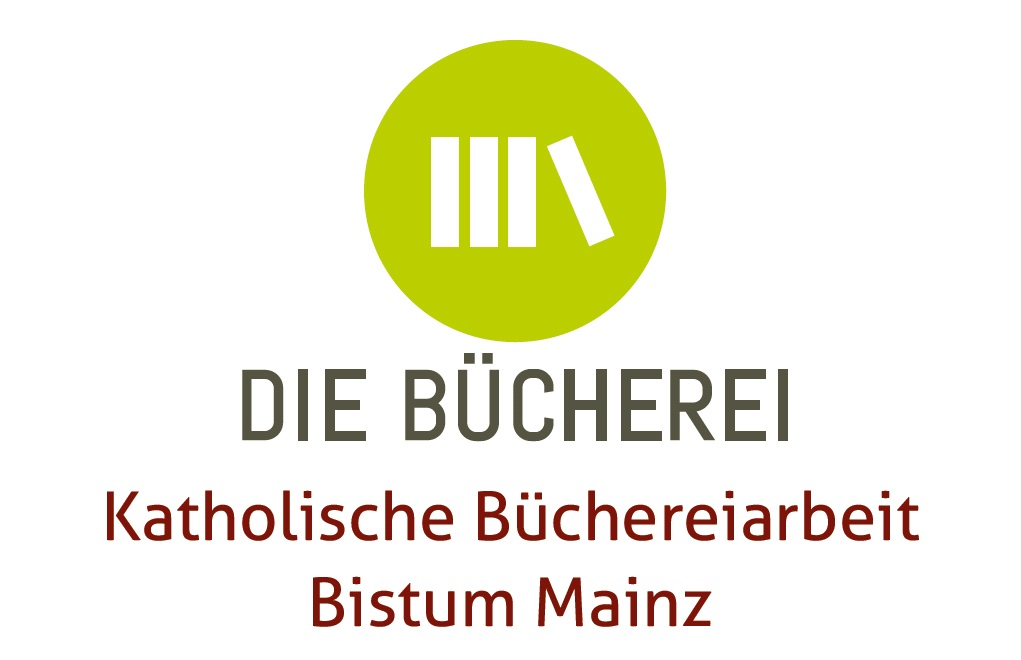 DIE BÜCHEREI
Katholische Büchereiarbeit
Bistum Mainz